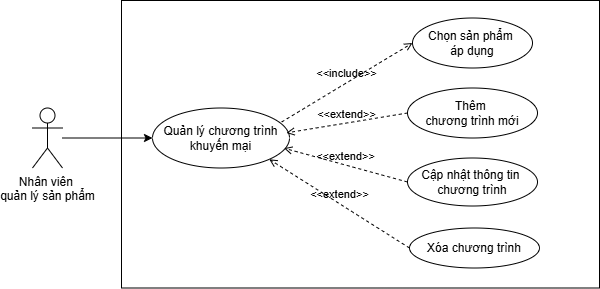 Chọn sản phẩm
áp dụng
<<include>>
Thêm
chương trình mới
<<extend>>
Quản lý chương trình
khuyến mại
<<extend>>
Cập nhật thông tin
chương trình
Nhân viên
quản lý sản phẩm
<<extend>>
Xóa chương trình